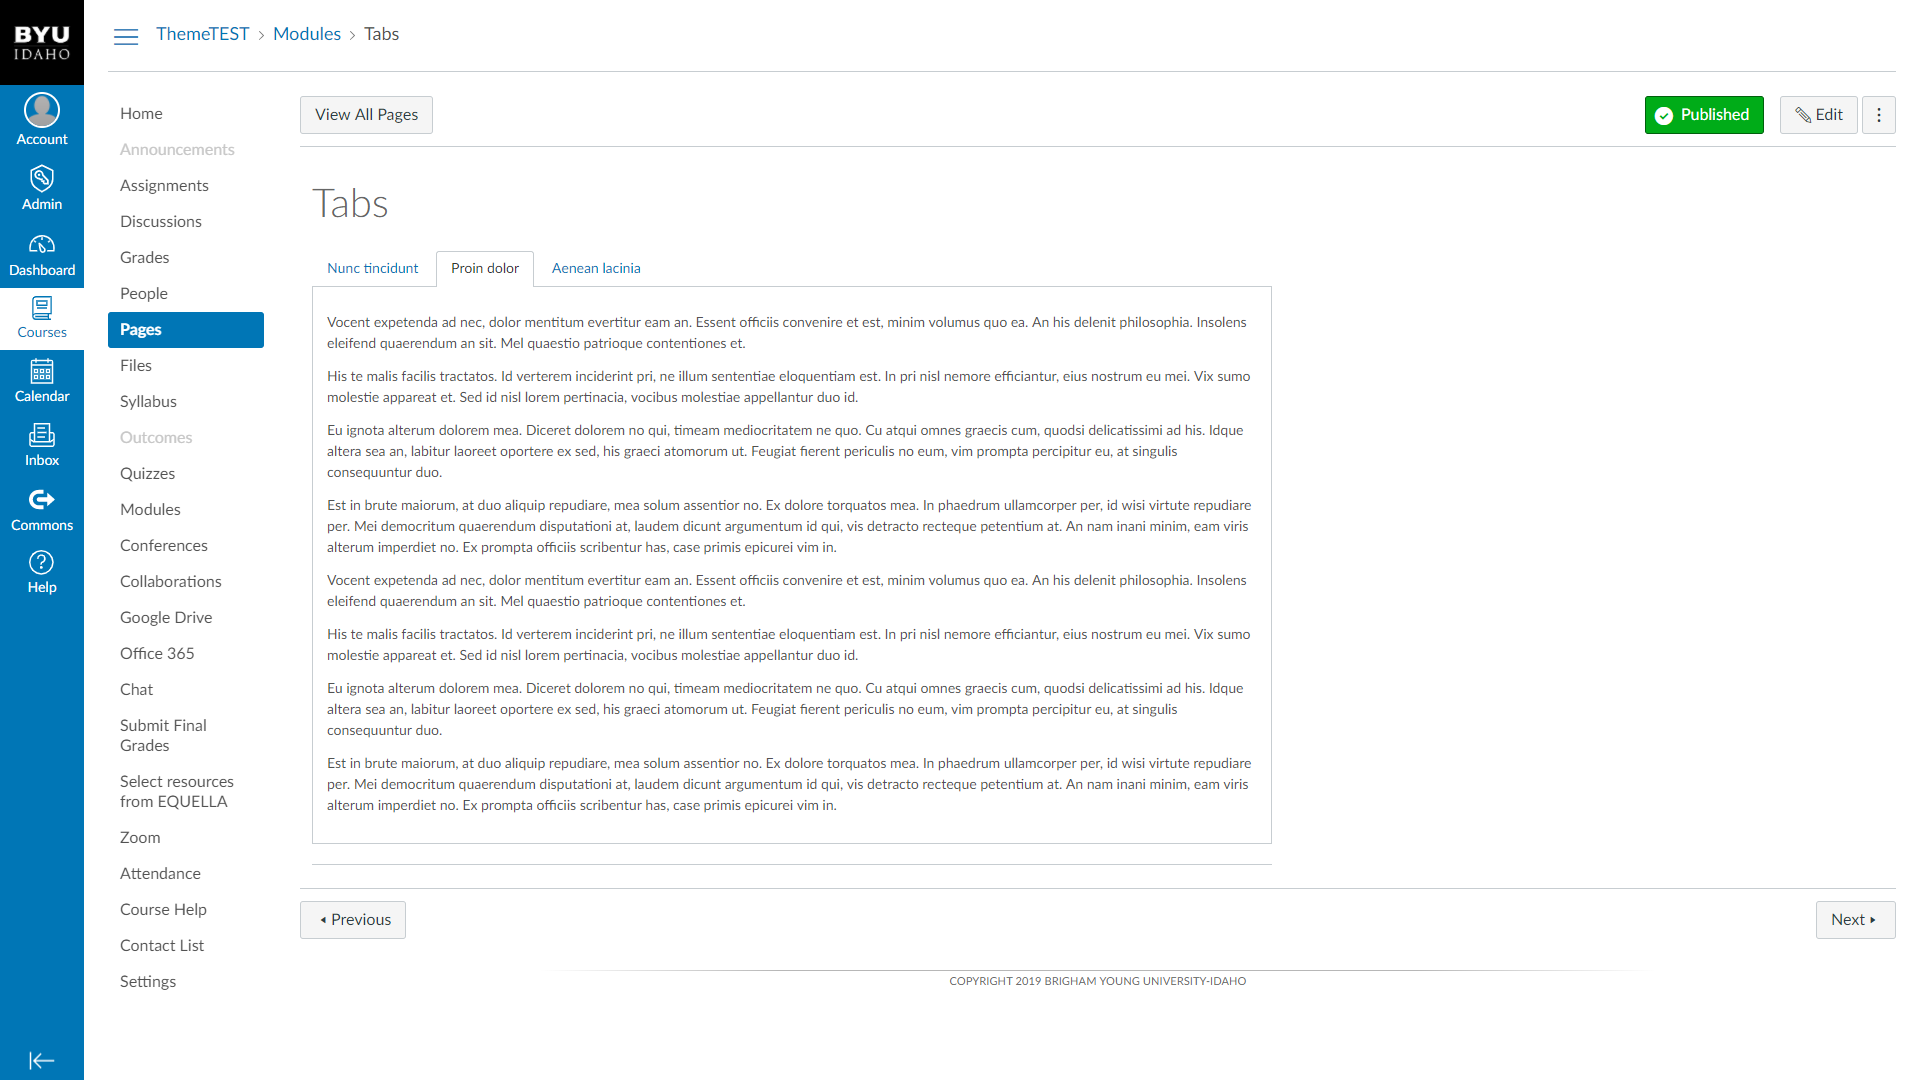 BYU
IDAHO
Account
Admin
Dashboard
Courses
Calendar
Inbox
Commons
Help
ThemeTEST > Modules > Tabs
Home
Announcements
Assignments
Discussions
Grades
People
Pages
Files
Syllabus
Outcomes
Quizzes
Modules
Conferences
Collaborations
Google Drive
Office 365
Chat
Submit Final
Grades
Select resources
from EQUELLA
Zoom
Attendance
Course Help
Contact List
Settings
View All Pages
Published
Edit
Tabs
Nunc tincidunt
Proin dolor
Aenean lacinia
Vocent expetenda ad nec, dolor mentitum evertitur eam an. Essent officiis convenire et est, minim volumus quo ea. An his delenit philosophia. Insolens
eleifend quaerendum an sit. Mel quaestio patrioque contentiones et.
His te malis facilis tractatos. Id verterem inciderint pri, ne illum sententiae eloquentiam est. In pri nisl nemore efficiantur, eius nostrum eu mei. Vix sumo
molestie appareat et. Sed id nisl lorem pertinacia, vocibus molestiae appellantur duo id.
Eu ignota alterum dolorem mea. Diceret dolorem no qui, timeam mediocritatem ne quo. Cu atqui omnes graecis cum, quodsi delicatissimi ad his. Idque
altera sea an, labitur laoreet oportere ex sed, his graeci atomorum ut. Feugiat fierent periculis no eum, vim prompta percipitur eu, at singulis
consequuntur duo.
Est in brute maiorum, at duo aliquip repudiare, mea solum assentior no. Ex dolore torquatos mea. In phaedrum ullamcorper per, id wisi virtute repudiare
per. Mei democritum quaerendum disputationi at, laudem dicunt argumentum id qui, vis detracto recteque petentium at. An nam inani minim, eam viris
alterum imperdiet no. Ex prompta officiis scribentur has, case primis epicurei vim in.
Vocent expetenda ad nec, dolor mentitum evertitur eam an. Essent officiis convenire et est, minim volumus quo ea. An his delenit philosophia. Insolens
eleifend quaerendum an sit. Mel quaestio patrioque contentiones et.
His te malis facilis tractatos. Id verterem inciderint pri, ne illum sententiae eloquentiam est. In pri nisl nemore efficiantur, eius nostrum eu mei. Vix sumo
molestie appareat et. Sed id nisl lorem pertinacia, vocibus molestiae appellantur duo id.
Eu ignota alterum dolorem mea. Diceret dolorem no qui, timeam mediocritatem ne quo. Cu atqui omnes graecis cum, quodsi delicatissimi ad his. Idque
altera sea an, labitur laoreet oportere ex sed, his graeci atomorum ut. Feugiat fierent periculis no eum, vim prompta percipitur eu, at singulis
consequuntur duo.
Est in brute maiorum, at duo aliquip repudiare, mea solum assentior no. Ex dolore torquatos mea. In phaedrum ullamcorper per, id wisi virtute repudiare
per. Mei democritum quaerendum disputationi at, laudem dicunt argumentum id qui, vis detracto recteque petentium at. An nam inani minim, eam viris
alterum imperdiet no. Ex prompta officiis scribentur has, case primis epicurei vim in.
Previous
Next
COPYRIGHT 2019 BRIGHAM YOUNG UNIVERSITY-IDAHO